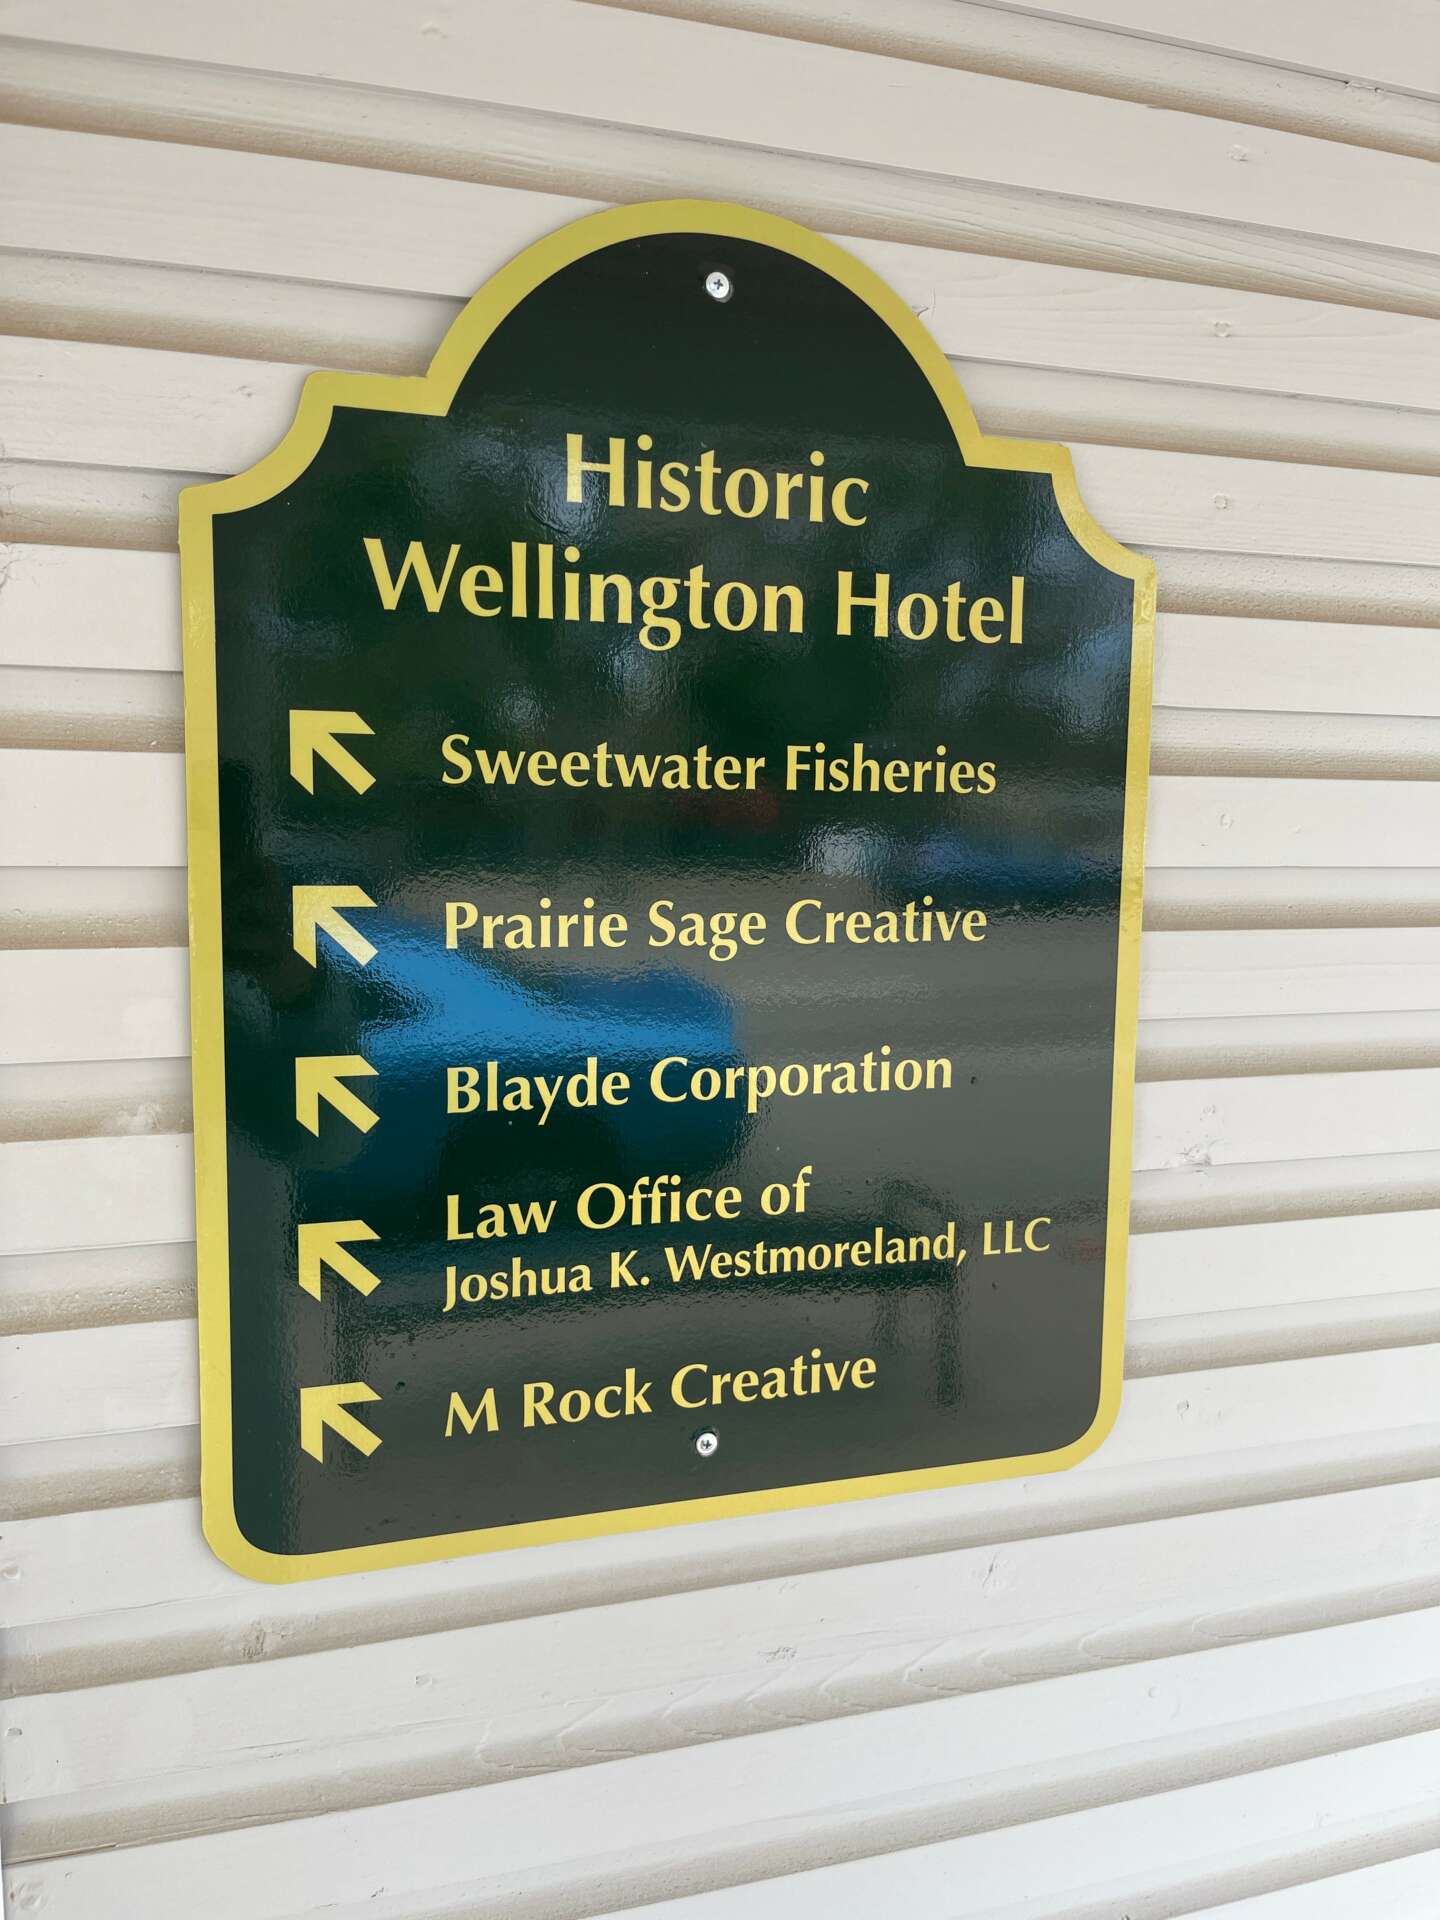 Historic
Wellington Hotel
Sweetwater Fisheries
Prairie Sage Creative
Blayde Corporation
Law Office of
Joshua K. Westmoreland, LLC
M Rock Creative